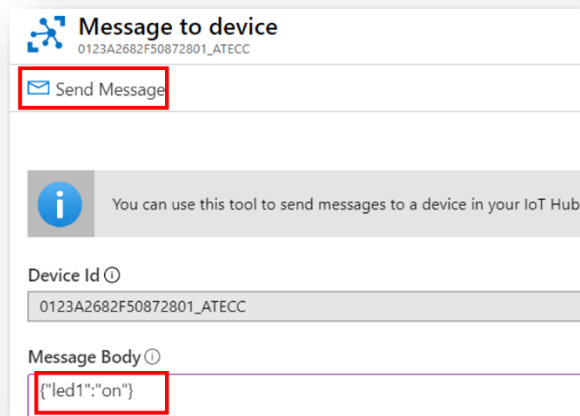 Message to device
0123A2682F50872801_ATECC
Send Message
You can use this tool to send messages to a device in your IoT Hub
Device Id
0123A2682F50872801_ATECC
Message Body
{"led1":"on"}